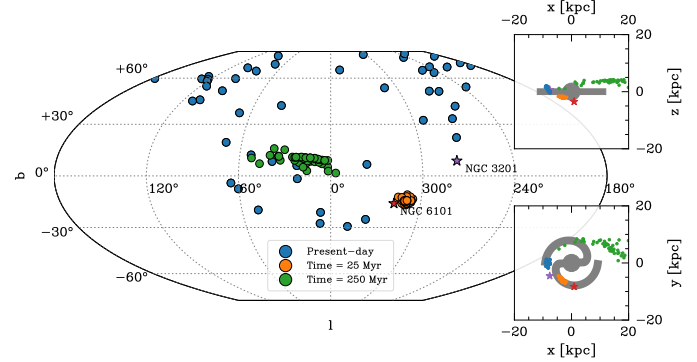 x [kpc]
−20 0 20
20
0
−20
z [kpc]
+60°
+30°
0°
−30°
−60°
b
120° 60° 0° 300° 240° 180°
NGC 3201
NGC 6101
Present-day
Time = 25 Myr
Time = 250 Myr
l
20
0
−20
y [kpc]
−20 0 20
x [kpc]